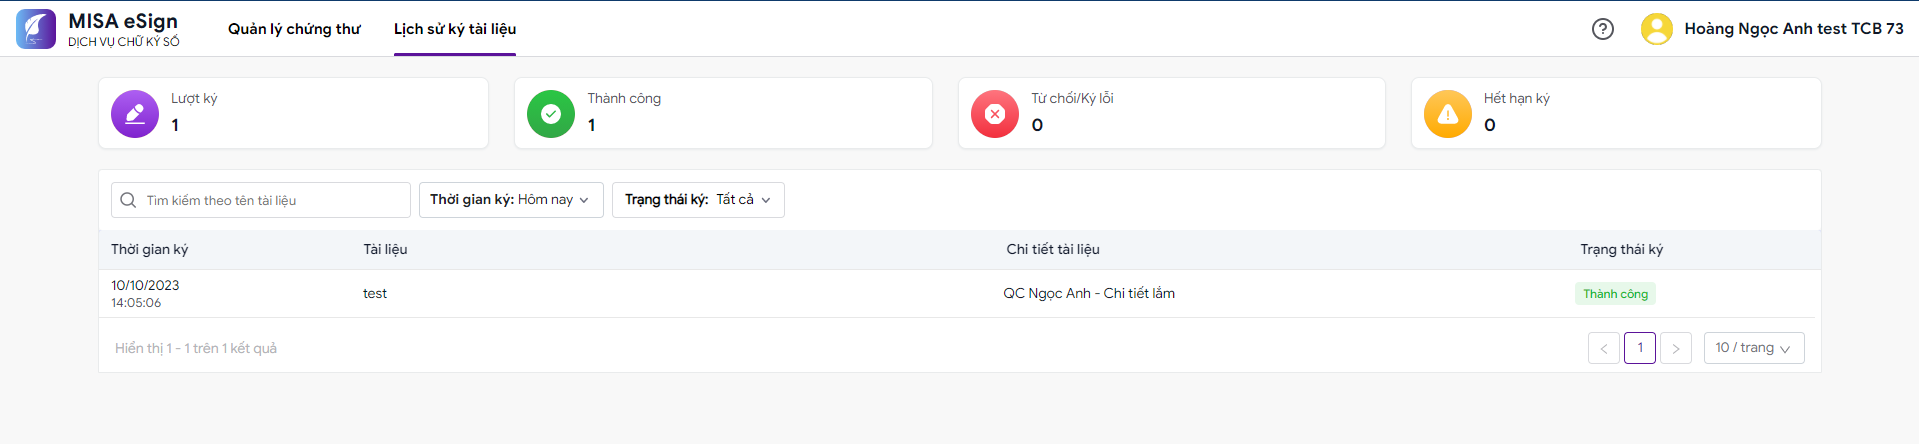 MISA eSign
DỊCH VỤ CHỮ KÝ SỐ
Quản lý chứng thư
Lịch sử ký tài liệu
Hoàng Ngọc Anh test TCB 73
Lượt ký
1
Thành công
1
Từ chối/Ký lỗi
0
Hết hạn ký
0
Tìm kiếm theo tên tài liệu
Thời gian ký: Hôm nay
Trạng thái ký: Tất cả
Thời gian ký
Tài liệu
Chi tiết tài liệu
Trạng thái ký
10/10/2023
14:05:06
test
QC Ngọc Anh - Chi tiết lắm
Thành công
Hiển thị 1 - 1 trên 1 kết quả
< 1 >
10 / trang